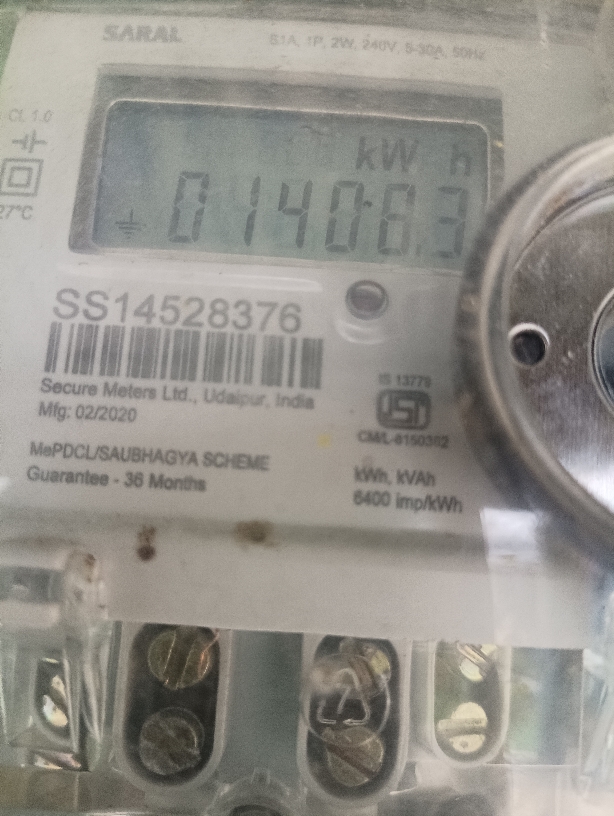 SARAL
S1A, 1P, 2W, 240V, 5-30A, 50Hz
CL 1.0
27°C
kW h
01408.3
SS14528376
Secure Meters Ltd., Udaipur, India
Mfg: 02/2020
IS 13779
ISI
CM/L-6150362
MePDCL/SAUBHAGYA SCHEME
Guarantee - 36 Months
kWh, kVAh
6400 imp/kWh